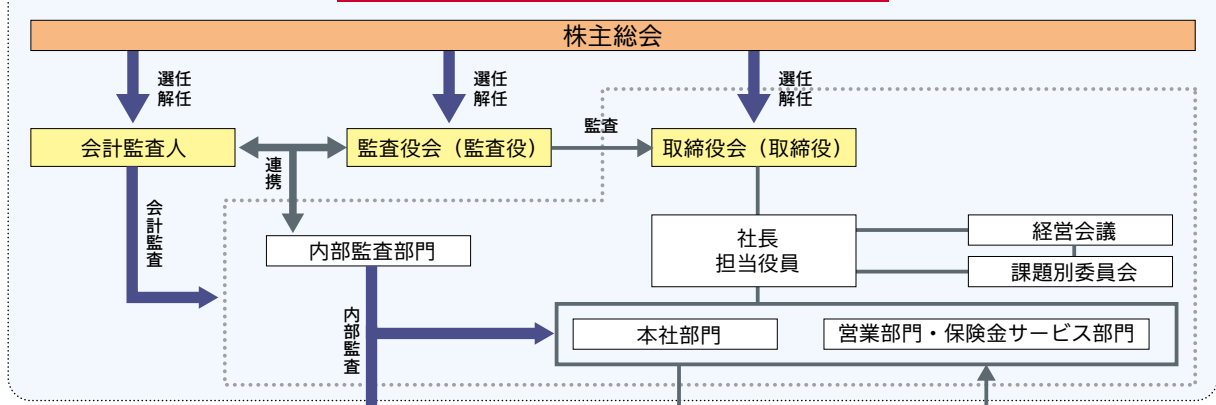 株主総会
選任
解任
選任
解任
選任
解任
会計監査人
監査役会（監査役）
監査
取締役会（取締役）
連携
会計監査
内部監査部門
社長
担当役員
経営会議
課題別委員会
内部監査
本社部門
営業部門・保険金サービス部門